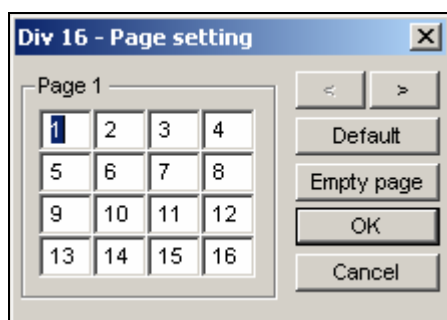 Div 16 - Page setting
Page 1
< >
1 2 3 4
Default
5 6 7 8
Empty page
9 10 11 12
OK
13 14 15 16
Cancel